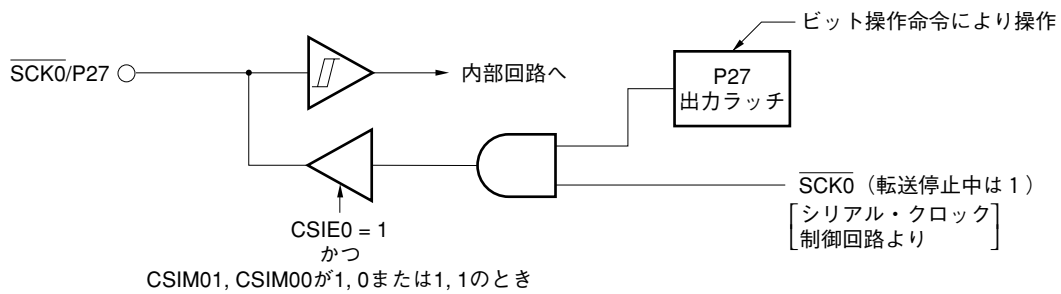 ビット操作命令により操作
SCK0/P27
内部回路へ
P27
出力ラッチ
SCK0（転送停止中は1）
シリアル・クロック
制御回路より
CSIE0 = 1
かつ
CSIM01, CSIM00が1, 0または1, 1のとき